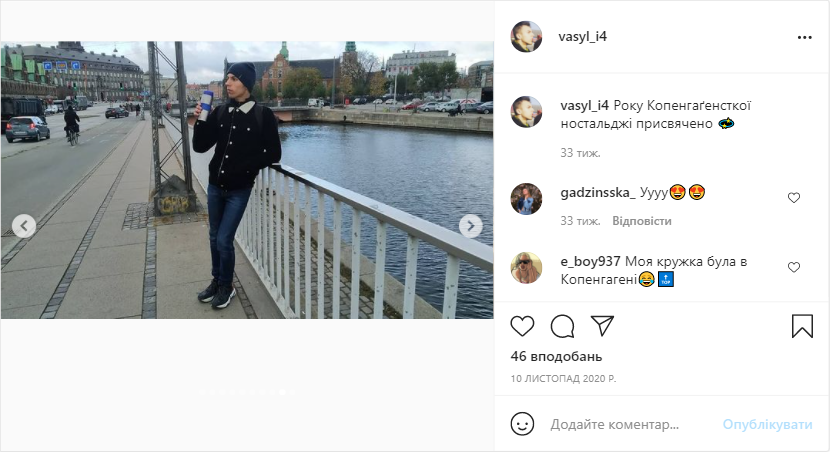 vasyl_i4
vasyl_i4 Року Копенгаґенсткої
ностальджі присвячено
33 тиж.
gadzinsska_ Уууу😍😍
33 тиж. Відповісти
e_boy937 Моя кружка була в
Копенгагені😂🔝
46 вподобань
10 ЛИСТОПАД 2020 Р.
Додайте коментар... Опублікувати